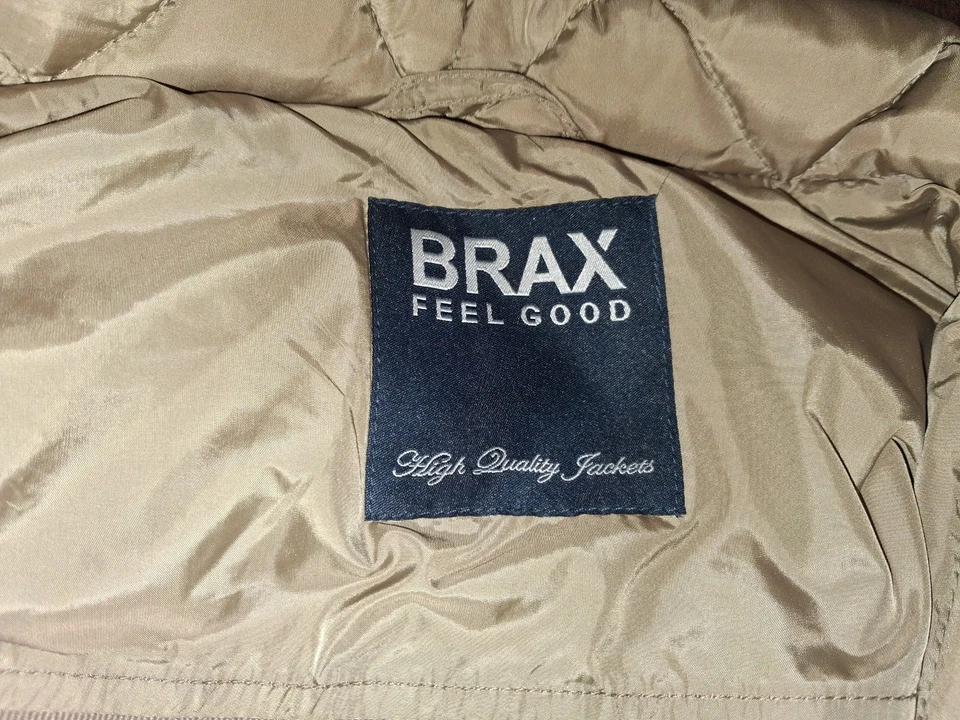 BRAX
FEEL GOOD
High Quality Jackets